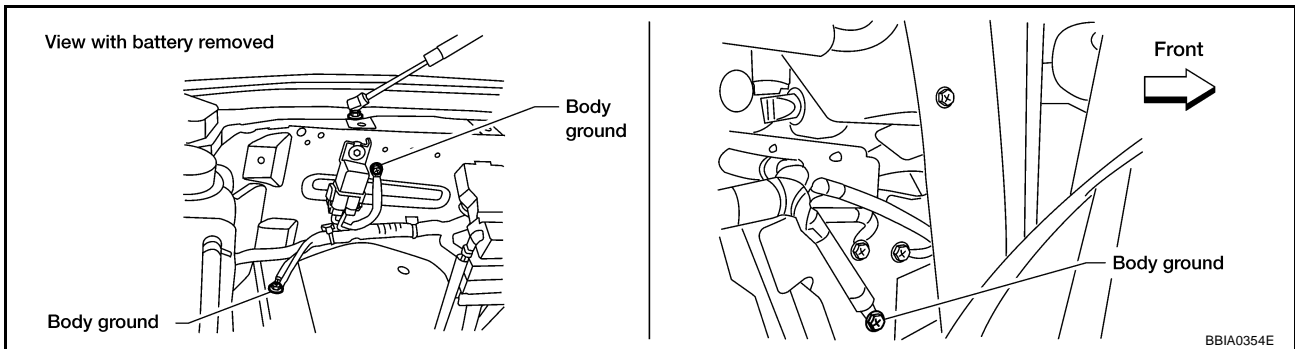 View with battery removed
Body
ground
Body ground
Front
Body ground
BBIA0354E